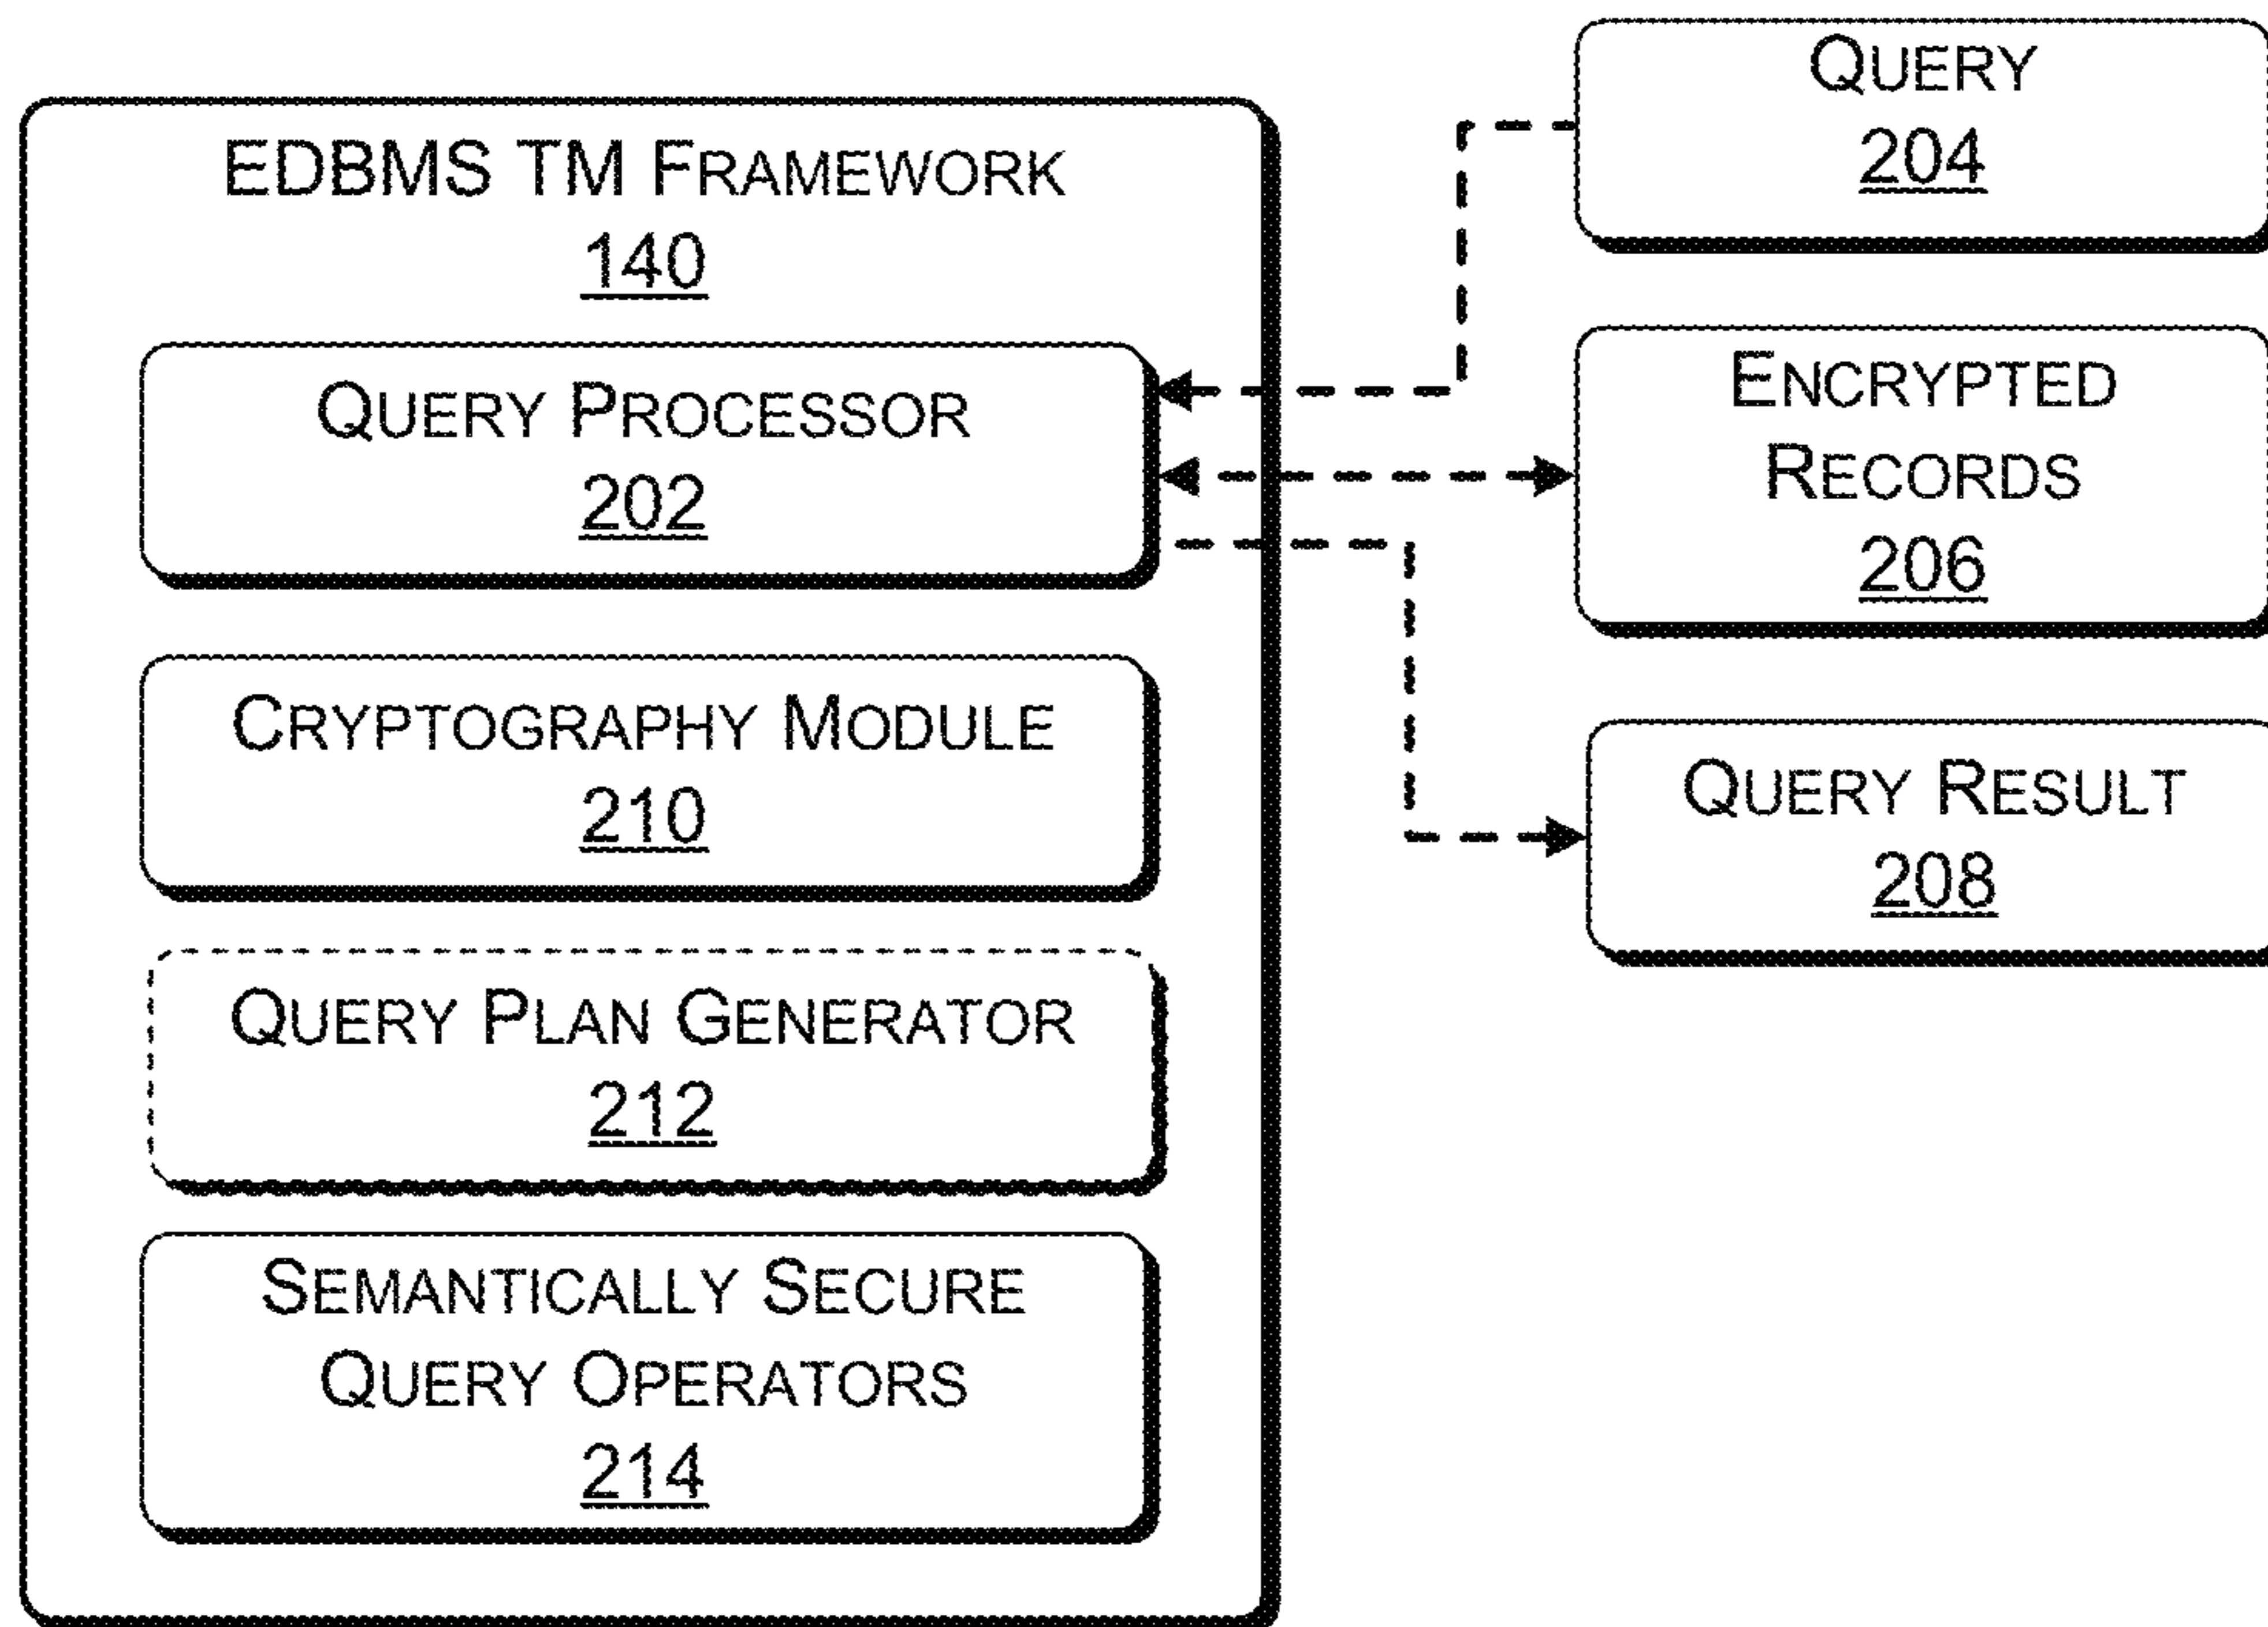 EDBMS TM FRAMEWORK
140
QUERY PROCESSOR
202
CRYPTOGRAPHY MODULE
210
QUERY PLAN GENERATOR
212
SEMANTICALLY SECURE
QUERY OPERATORS
214
QUERY
204
ENCRYPTED
RECORDS
206
QUERY RESULT
208